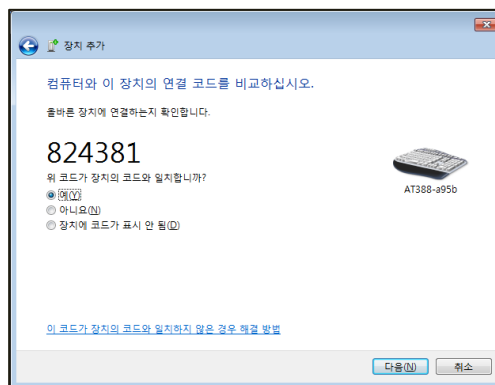 장치 추가
컴퓨터와 이 장치의 연결 코드를 비교하십시오.
올바른 장치에 연결하는지 확인합니다.
824381
위 코드가 장치의 코드와 일치합니까?
예(Y)
아니요(N)
장치에 코드가 표시 안 됨(D)
AT388-a95b
이 코드가 장치의 코드와 일치하지 않은 경우 해결 방법
다음(N) 취소